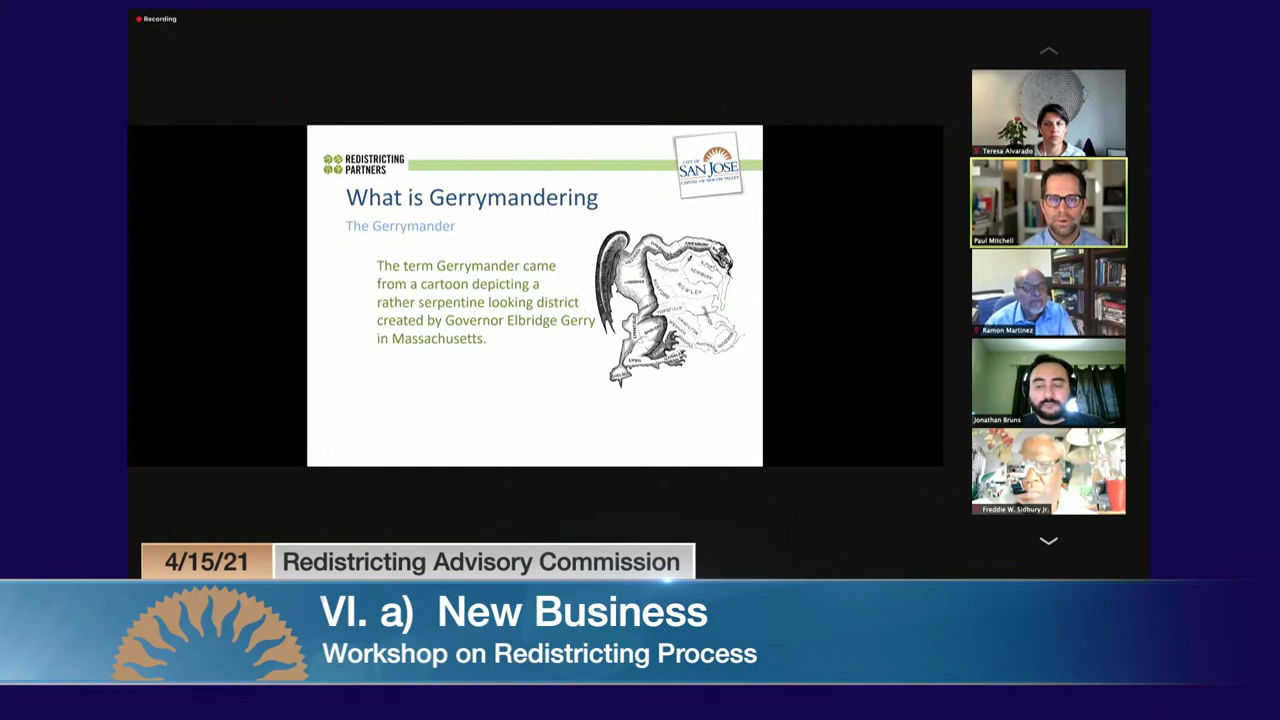 Recording
REDISTRICTING
PARTNERS
CITY OF
SAN JOSE
CAPITAL OF SILICON VALLEY
What is Gerrymandering
The Gerrymander
The term Gerrymander came
from a cartoon depicting a
rather serpentine looking district
created by Governor Elbridge Gerry
in Massachusetts.
ROWLEY
Teresa Alvarado
Paul Mitchell
Ramon Martinez
Jonathan Bruns
Freddie W. Sidbury Jr.
4/15/21
Redistricting Advisory Commission
VI. a) New Business
Workshop on Redistricting Process